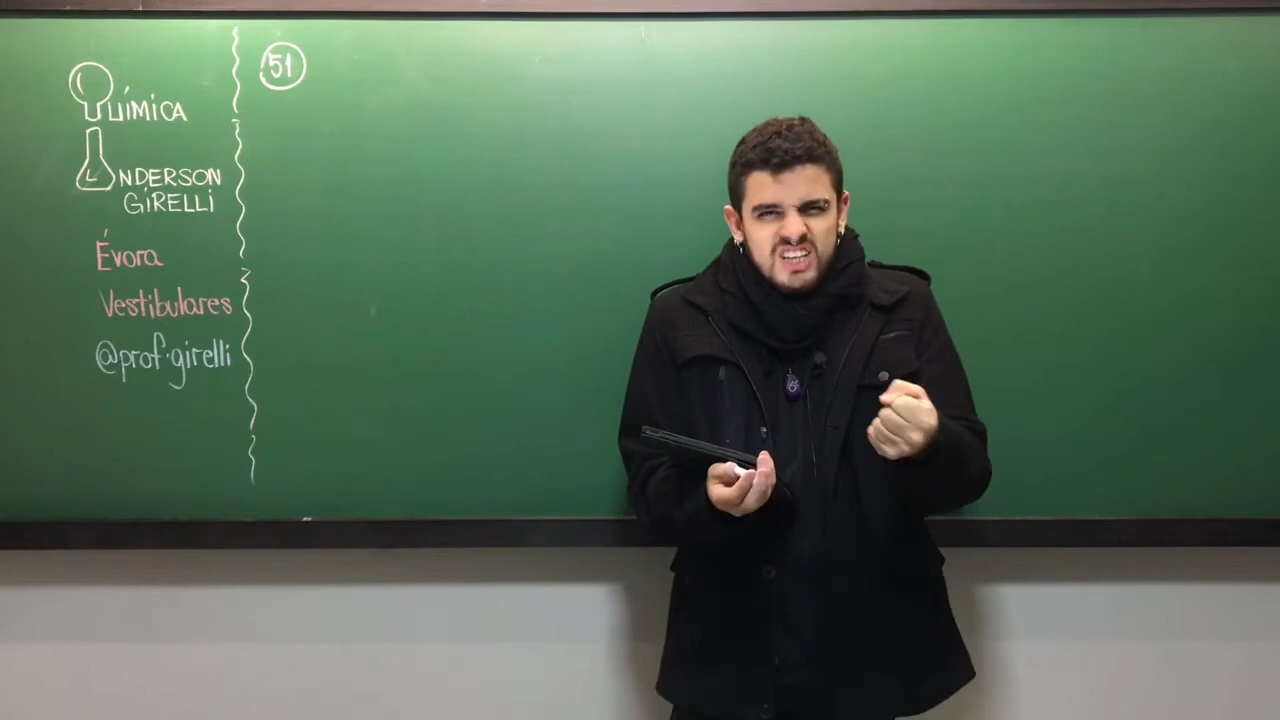 QUÍMICA
ANDERSON
GIRELLI
Évora
Vestibulares
@prof.girelli
51